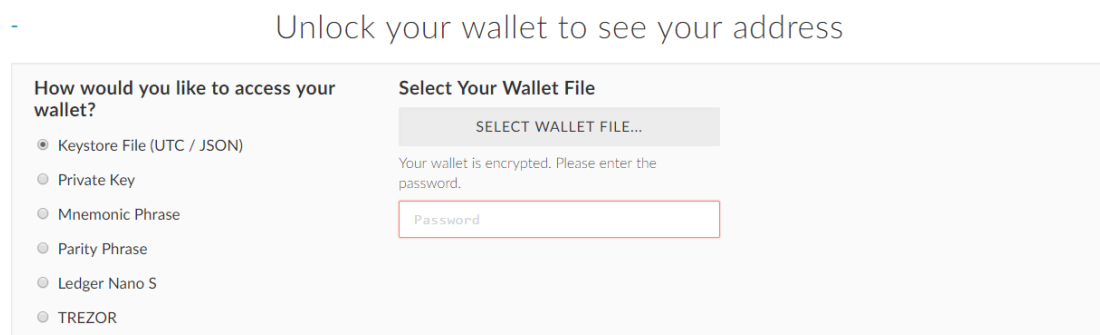 Unlock your wallet to see your address
How would you like to access your
wallet?
Keystore File (UTC / JSON)
Private Key
Mnemonic Phrase
Parity Phrase
Ledger Nano S
TREZOR
Select Your Wallet File
SELECT WALLET FILE...
Your wallet is encrypted. Please enter the
password.
Password